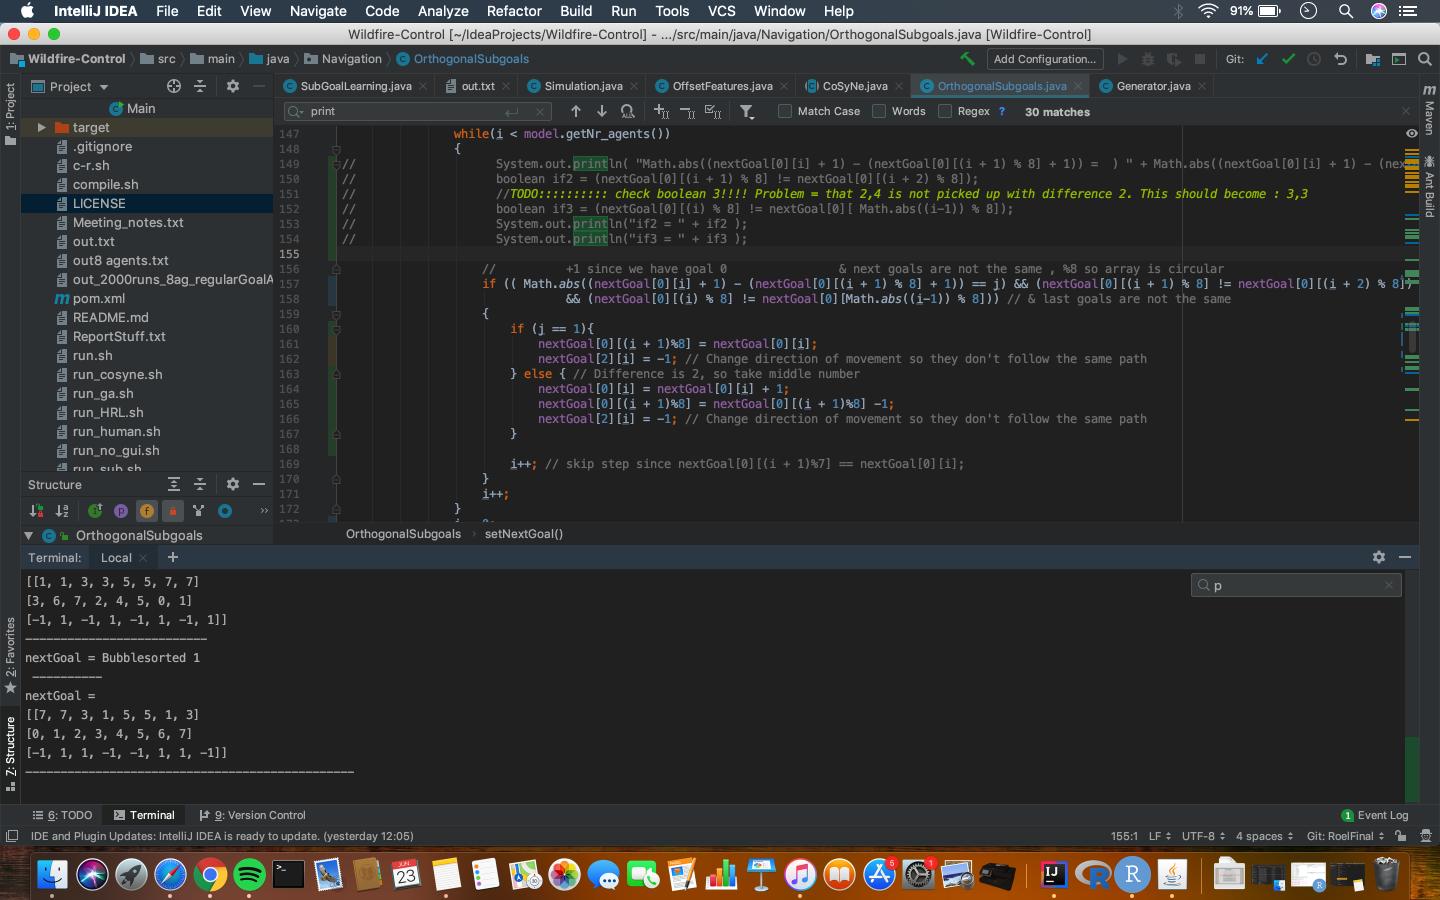 IntelliJ IDEA File Edit View Navigate Code Analyze Refactor Build Run Tools VCS Window Help 91%
Wildfire-Control [~/IdeaProjects/Wildfire-Control] - .../src/main/java/Navigation/OrthogonalSubgoals.java [Wildfire-Control]
Wildfire-Control src main java Navigation OrthogonalSubgoals Add Configuration... Git:
Project SubGoalLearning.java out.txt Simulation.java OffsetFeatures.java CoSyNe.java OrthogonalSubgoals.java Generator.java
print Match Case Words Regex ? 30 matches
1: Project
2: Favorites
Z: Structure
Maven
Ant Build
Main
target
.gitignore
c-r.sh
compile.sh
LICENSE
Meeting_notes.txt
out.txt
out8 agents.txt
out_2000runs_8ag_regularGoalA
pom.xml
README.md
ReportStuff.txt
run.sh
run_cosyne.sh
run_ga.sh
run_HRL.sh
run_human.sh
run_no_gui.sh
run_sub.sh
Structure
OrthogonalSubgoals
147 while(i < model.getNr_agents())
148 {
149 // System.out.println( "Math.abs((nextGoal[0][i] + 1) - (nextGoal[0][(i + 1) % 8] + 1)) = ) " + Math.abs((nextGoal[0][i] + 1) - (nex
150 // boolean if2 = (nextGoal[0][(i + 1) % 8] != nextGoal[0][(i + 2) % 8]);
151 // //TODO:::::::::: check boolean 3!!!! Problem = that 2,4 is not picked up with difference 2. This should become : 3,3
152 // boolean if3 = (nextGoal[0][(i) % 8] != nextGoal[0][ Math.abs((i-1)) % 8]);
153 // System.out.println("if2 = " + if2 );
154 // System.out.println("if3 = " + if3 );
155
156 // +1 since we have goal 0 & next goals are not the same , %8 so array is circular
157 if (( Math.abs((nextGoal[0][i] + 1) - (nextGoal[0][(i + 1) % 8] + 1)) == j) && (nextGoal[0][(i + 1) % 8] != nextGoal[0][(i + 2) % 8])
158 && (nextGoal[0][(i) % 8] != nextGoal[0][Math.abs((i-1)) % 8])) // & last goals are not the same
159 {
160 if (j == 1){
161 nextGoal[0][(i + 1)%8] = nextGoal[0][i];
162 nextGoal[2][i] = -1; // Change direction of movement so they don't follow the same path
163 } else { // Difference is 2, so take middle number
164 nextGoal[0][i] = nextGoal[0][i] + 1;
165 nextGoal[0][(i + 1)%8] = nextGoal[0][(i + 1)%8] -1;
166 nextGoal[2][i] = -1; // Change direction of movement so they don't follow the same path
167 }
168
169 i++; // skip step since nextGoal[0][(i + 1)%7] == nextGoal[0][i];
170 }
171 i++;
172 }
OrthogonalSubgoals setNextGoal()
Terminal: Local +
p
[[1, 1, 3, 3, 5, 5, 7, 7]
[3, 6, 7, 2, 4, 5, 0, 1]
[-1, 1, -1, 1, -1, 1, -1, 1]]
--------------------------
nextGoal = Bubblesorted 1
----------
nextGoal =
[[7, 7, 3, 1, 5, 5, 1, 3]
[0, 1, 2, 3, 4, 5, 6, 7]
[-1, 1, 1, -1, -1, 1, 1, -1]]
-----------------------------------------------
6: TODO Terminal 9: Version Control 1 Event Log
IDE and Plugin Updates: IntelliJ IDEA is ready to update. (yesterday 12:05) 155:1 LF UTF-8 4 spaces Git: RoelFinal
JUN 23 6 1 IJ R R